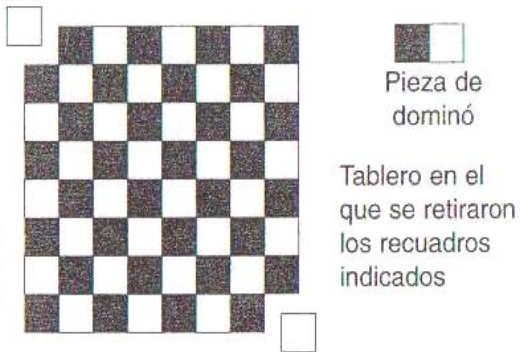 Pieza de
dominó
Tablero en el
que se retiraron
los recuadros
indicados